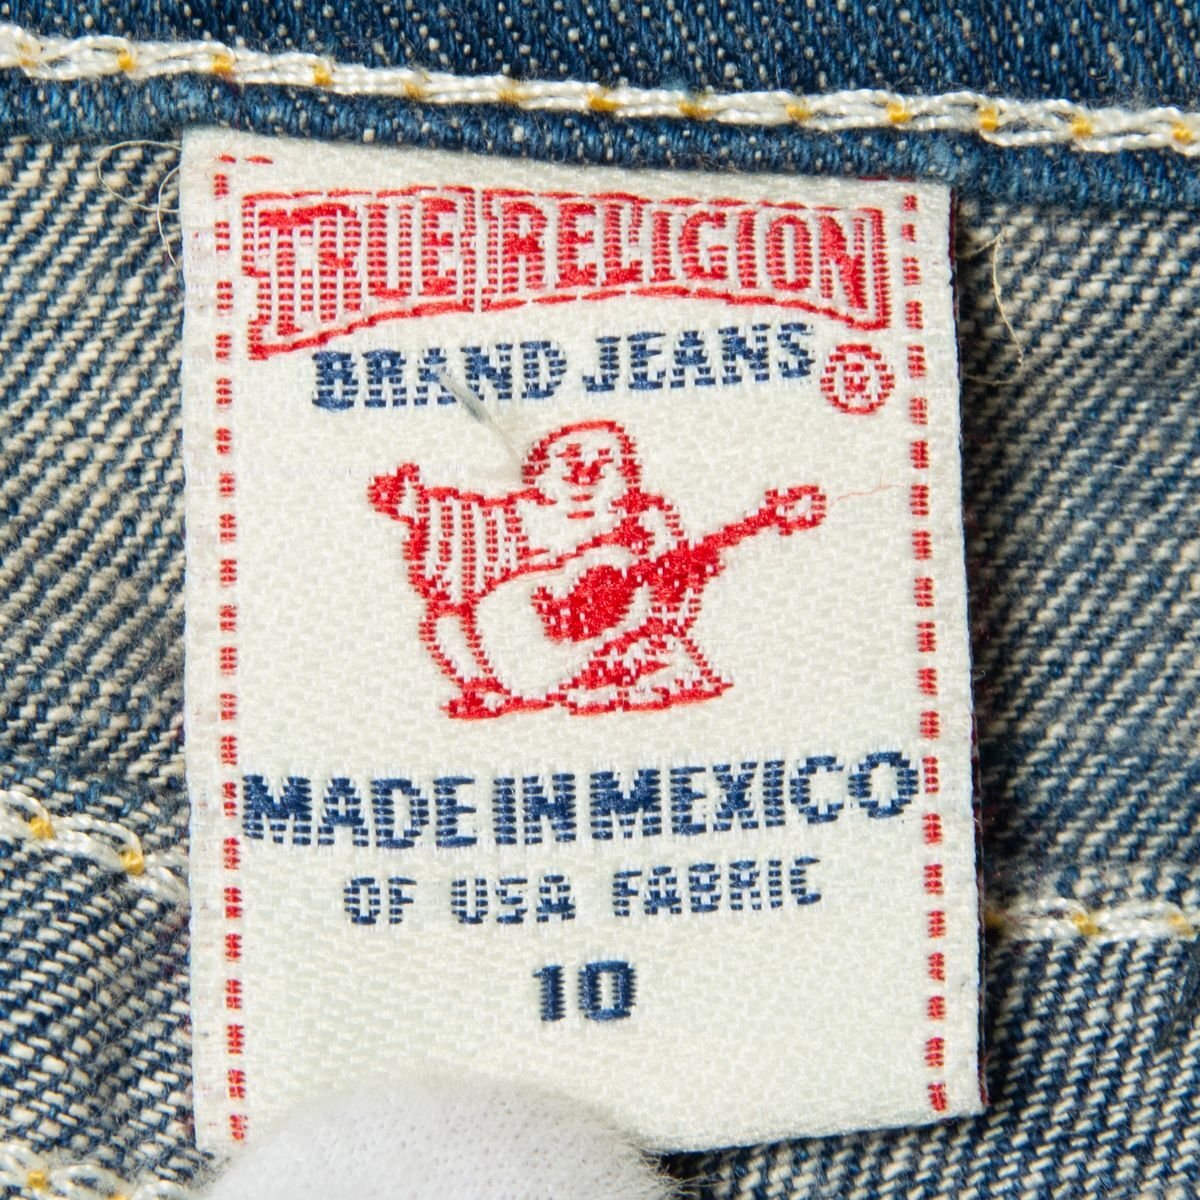 TRUE RELIGION
BRAND JEANS ®
MADE IN MEXICO
OF USA FABRIC
10